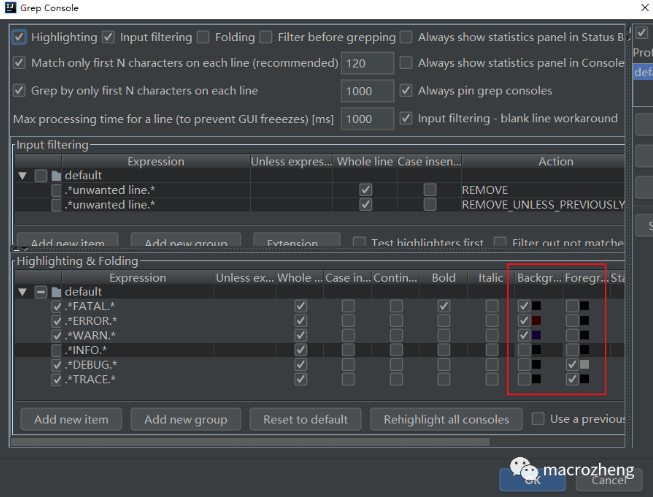 Grep Console
Highlighting Input filtering Folding Filter before grepping Always show statistics panel in Status B
Match only first N characters on each line (recommended) 120 Always show statistics panel in Console
Grep by only first N characters on each line 1000 Always pin grep consoles
Max processing time for a line (to prevent GUI freeezes) [ms] 1000 Input filtering - blank line workaround
Prof
defa
Input filtering
Expression Unless expres... Whole line Case insen... Action
default
.*unwanted line.* REMOVE
.*unwanted line.* REMOVE_UNLESS_PREVIOUSLY
Add new item Add new group Extension Test highlighters first Filter out not matche
Highlighting & Folding
Expression Unless ex... Whole ... Case in... Contin... Bold Italic Backgr... Foregr... Sta
default
.*FATAL.*
.*ERROR.*
.*WARN.*
.*INFO.*
.*DEBUG.*
.*TRACE.*
Add new item Add new group Reset to default Rehighlight all consoles Use a previous
macrozheng
OK Cancel